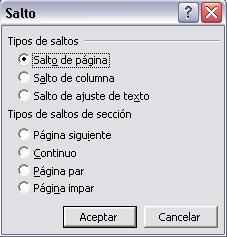 Salto
Tipos de saltos
Salto de página
Salto de columna
Salto de ajuste de texto
Tipos de saltos de sección
Página siguiente
Continuo
Página par
Página impar
Aceptar
Cancelar